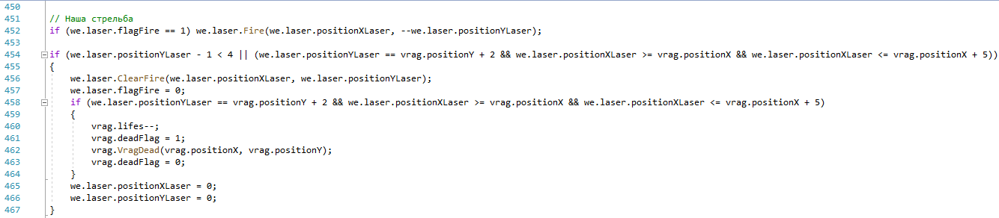 450
451 // Наша стрельба
452 if (we.laser.flagFire == 1) we.laser.Fire(we.laser.positionXLaser, --we.laser.positionYLaser);
453
454 if (we.laser.positionYLaser - 1 < 4 || (we.laser.positionYLaser == vrag.positionY + 2 && we.laser.positionXLaser >= vrag.positionX && we.laser.positionXLaser <= vrag.positionX + 5))
455 {
456 we.laser.ClearFire(we.laser.positionXLaser, we.laser.positionYLaser);
457 we.laser.flagFire = 0;
458 if (we.laser.positionYLaser == vrag.positionY + 2 && we.laser.positionXLaser >= vrag.positionX && we.laser.positionXLaser <= vrag.positionX + 5)
459 {
460 vrag.lifes--;
461 vrag.deadFlag = 1;
462 vrag.VragDead(vrag.positionX, vrag.positionY);
463 vrag.deadFlag = 0;
464 }
465 we.laser.positionXLaser = 0;
466 we.laser.positionYLaser = 0;
467 }